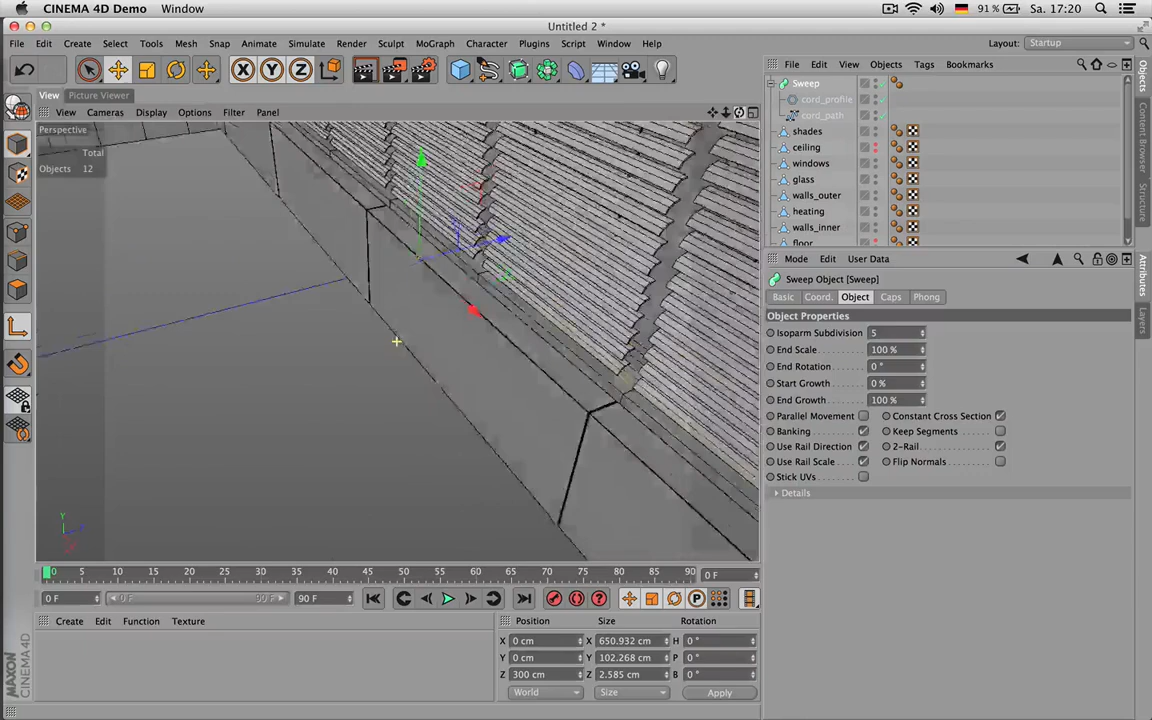 CINEMA 4D Demo Window 91 % Sa. 17:20
Untitled 2 *
File Edit Create Select Tools Mesh Snap Animate Simulate Render Sculpt MoGraph Character Plugins Script Window Help Layout: Startup
X Y Z
File Edit View Objects Tags Bookmarks
View Picture Viewer
View Cameras Display Options Filter Panel
Perspective
Total
Objects 12
Sweep
cord_profile
cord_path
shades
ceiling
windows
glass
walls_outer
heating
walls_inner
floor
Objects
Content Browser
Structure
Mode Edit User Data
Sweep Object [Sweep]
Basic Coord. Object Caps Phong
Object Properties
Isoparm Subdivision 5
End Scale 100 %
End Rotation 0 °
Start Growth 0 %
End Growth 100 %
Parallel Movement Constant Cross Section
Banking Keep Segments
Use Rail Direction 2-Rail
Use Rail Scale Flip Normals
Stick UVs
Details
Attributes
Layers
Y
0 5 10 15 20 25 30 35 40 45 50 55 60 65 70 75 80 85 90 0 F
0 F 0 F 90 F 90 F P
Create Edit Function Texture
Position Size Rotation
X 0 cm X 650.932 cm H 0 °
Y 0 cm Y 102.268 cm P 0 °
Z 300 cm Z 2.585 cm B 0 °
World Size Apply
MAXON
CINEMA 4D